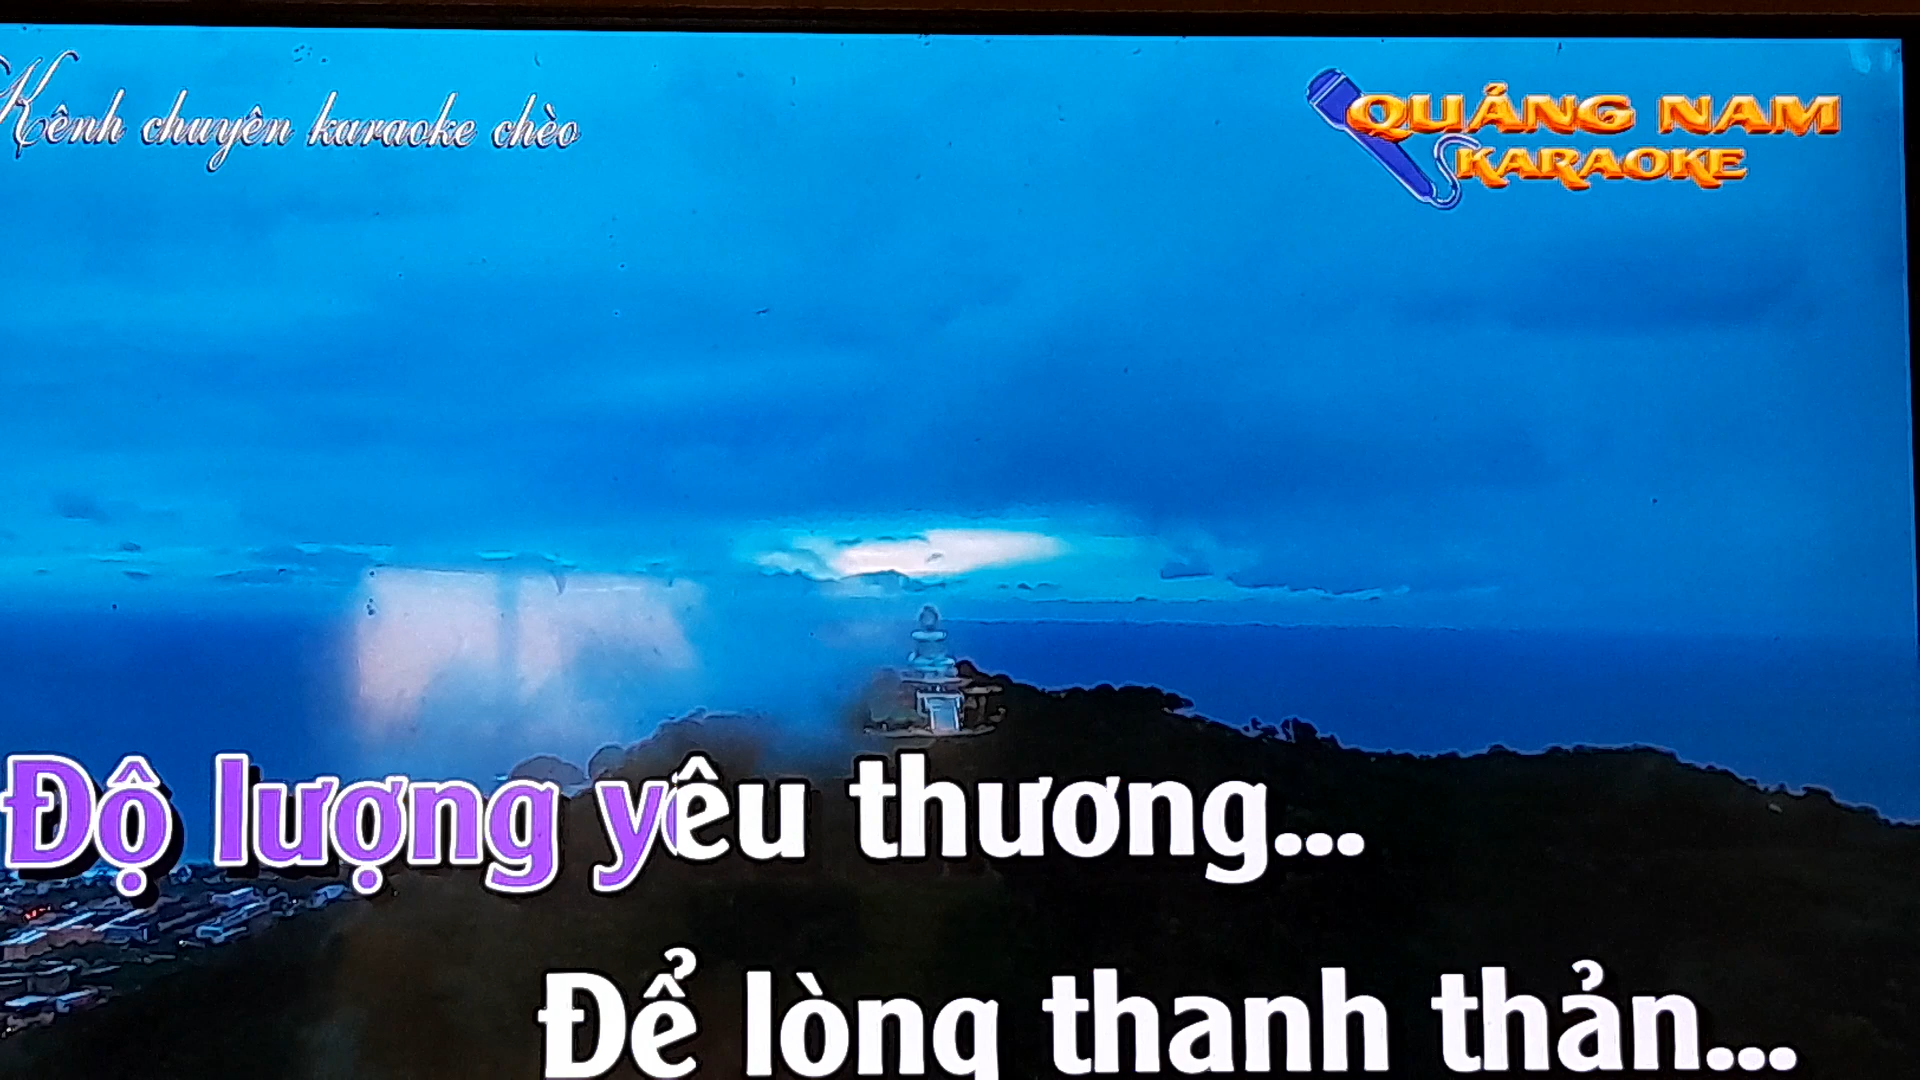 Kênh chuyên karaoke chèo
QUẢNG NAM
KARAOKE
Độ lượng yêu thương...
Để lòng thanh thản...